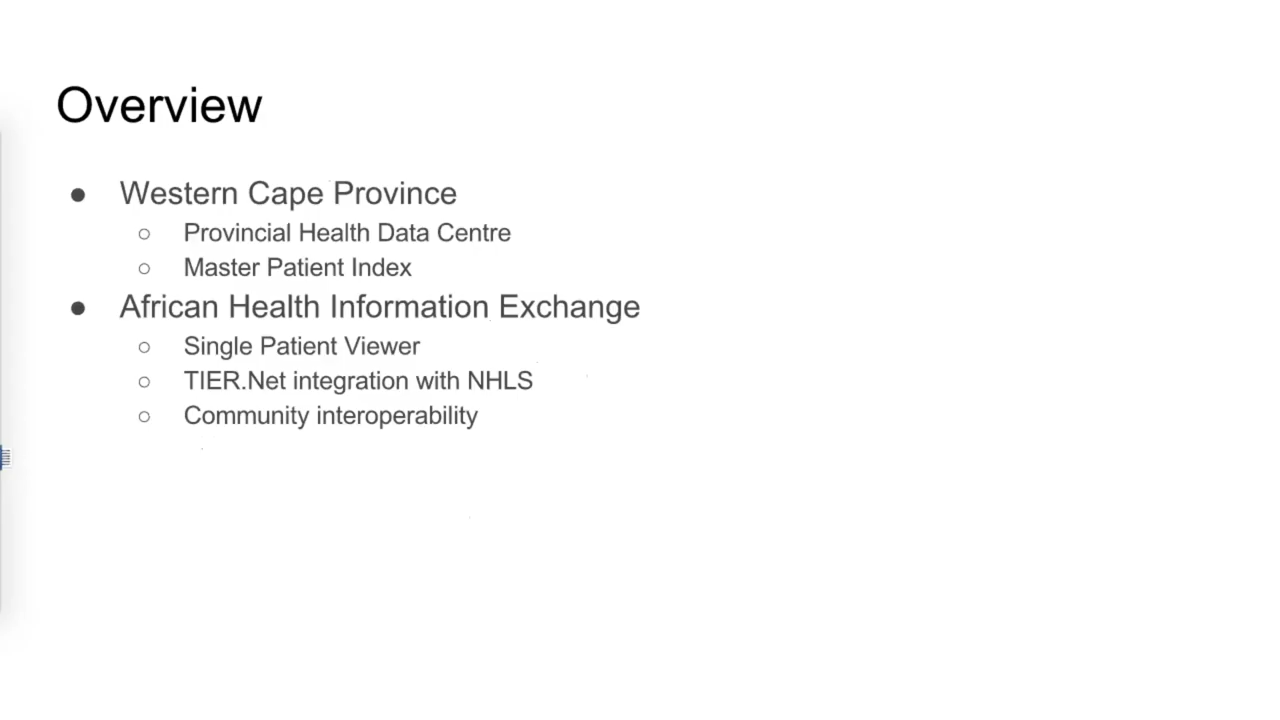 Overview
● Western Cape Province
○ Provincial Health Data Centre
○ Master Patient Index
● African Health Information Exchange
○ Single Patient Viewer
○ TIER.Net integration with NHLS
○ Community interoperability